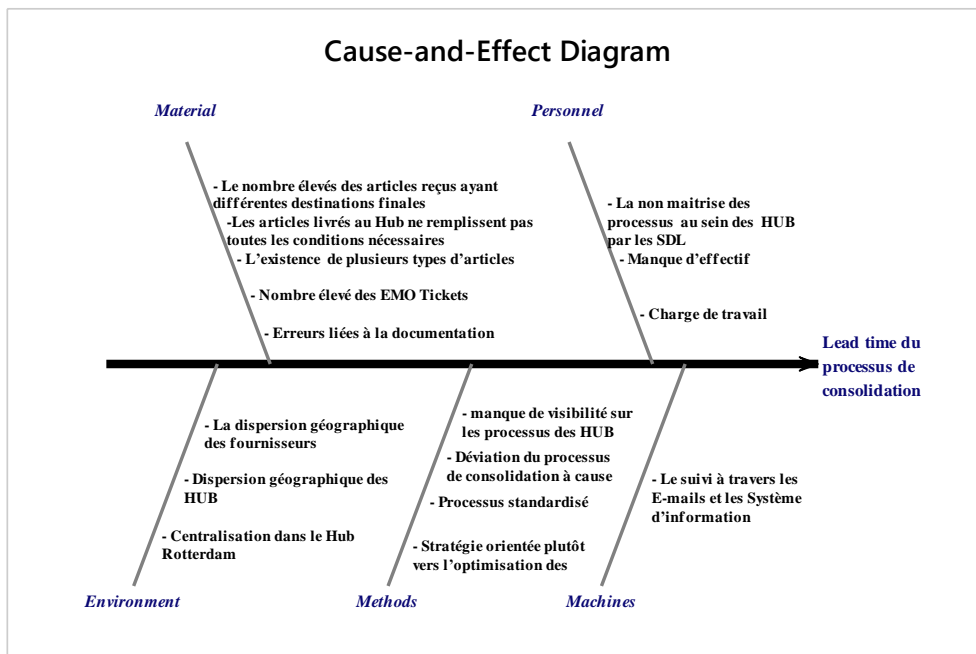 Cause-and-Effect Diagram
Material
Personnel
- Le nombre élevés des articles reçus ayant
différentes destinations finales
-Les articles livrés au Hub ne remplissent pas
toutes les conditions nécessaires
- L’existence de plusieurs types d’articles
- Nombre élevé des EMO Tickets
- Erreurs liées à la documentation
- La non maitrise des
processus au sein des HUB
par les SDL
- Manque d’effectif
- Charge de travail
Lead time du
processus de
consolidation
- La dispersion géographique
des fournisseurs
- Dispersion géographique des
HUB
- Centralisation dans le Hub
Rotterdam
- manque de visibilité sur
les processus des HUB
- Déviation du processus
de consolidation à cause
- Processus standardisé
- Stratégie orientée plutôt
vers l’optimisation des
- Le suivi à travers les
E-mails et les Système
d’information
Environment
Methods
Machines